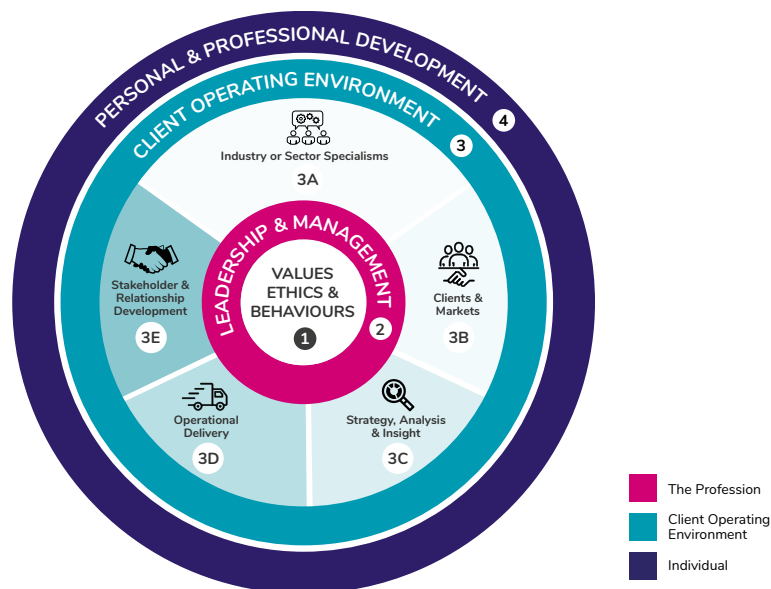 PERSONAL & PROFESSIONAL DEVELOPMENT
4
CLIENT OPERATING ENVIRONMENT
3
Industry or Sector Specialisms
3A
LEADERSHIP & MANAGEMENT
2
VALUES
ETHICS &
BEHAVIOURS
1
Clients &
Markets
3B
Strategy, Analysis
& Insight
3C
Operational
Delivery
3D
Stakeholder &
Relationship
Development
3E
The Profession
Client Operating
Environment
Individual